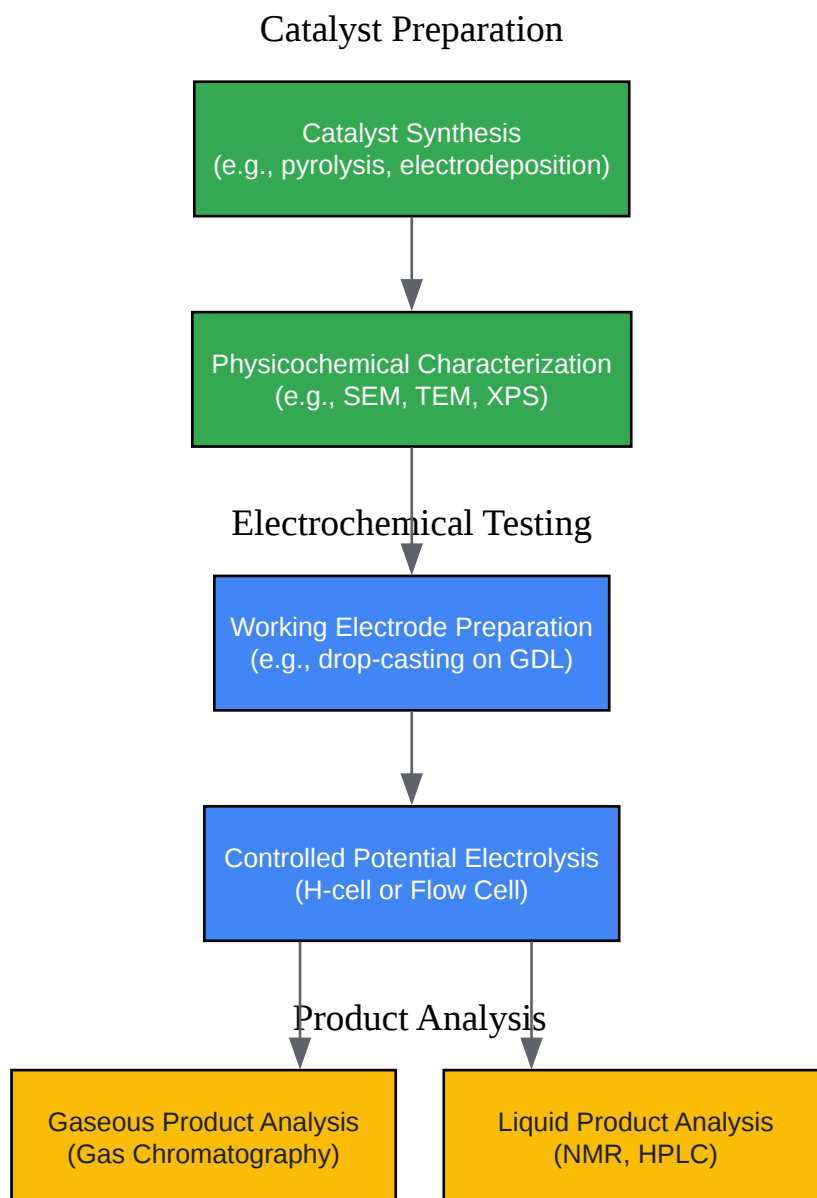 Catalyst Preparation
Catalyst Synthesis
(e.g., pyrolysis, electrodeposition)
Physicochemical Characterization
(e.g., SEM, TEM, XPS)
Electrochemical Testing
Working Electrode Preparation
(e.g., drop-casting on GDL)
Controlled Potential Electrolysis
(H-cell or Flow Cell)
Product Analysis
Gaseous Product Analysis
(Gas Chromatography)
Liquid Product Analysis
(NMR, HPLC)